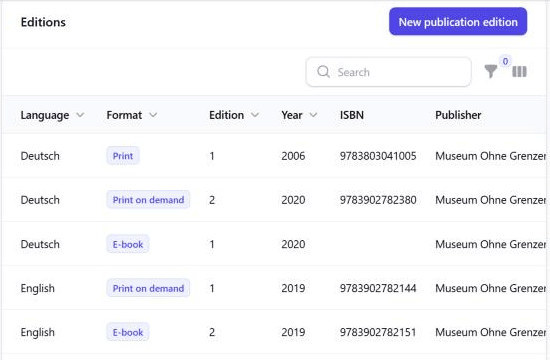 Editions
New publication edition
Search
0
Language Format Edition Year ISBN Publisher
Deutsch Print 1 2006 9783803041005 Museum Ohne Grenzen
Deutsch Print on demand 2 2020 9783902782380 Museum Ohne Grenzen
Deutsch E-book 1 2020 Museum Ohne Grenzen
English Print on demand 1 2019 9783902782144 Museum Ohne Grenzen
English E-book 2 2019 9783902782151 Museum Ohne Grenzen